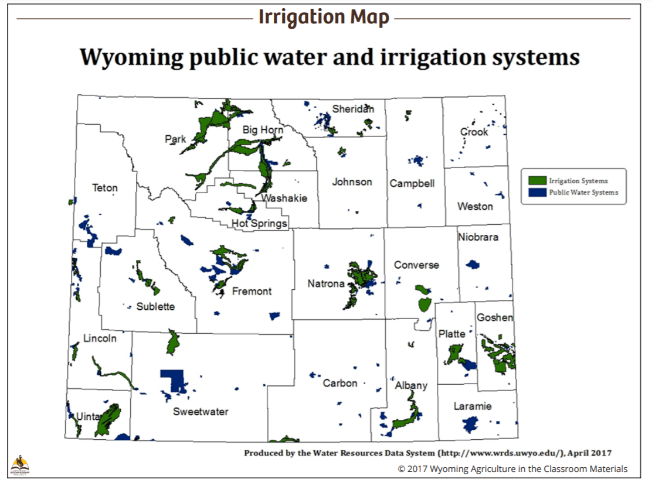 Irrigation Map
Wyoming public water and irrigation systems
Sheridan
Park
Big Horn
Crook
Teton
Johnson
Campbell
Washakie
Weston
Hot Springs
Niobrara
Converse
Natrona
Fremont
Sublette
Goshen
Platte
Lincoln
Carbon
Albany
Sweetwater
Laramie
Uinta
Irrigation Systems
Public Water Systems
Produced by the Water Resources Data System (http://www.wrds.uwyo.edu/), April 2017
© 2017 Wyoming Agriculture in the Classroom Materials